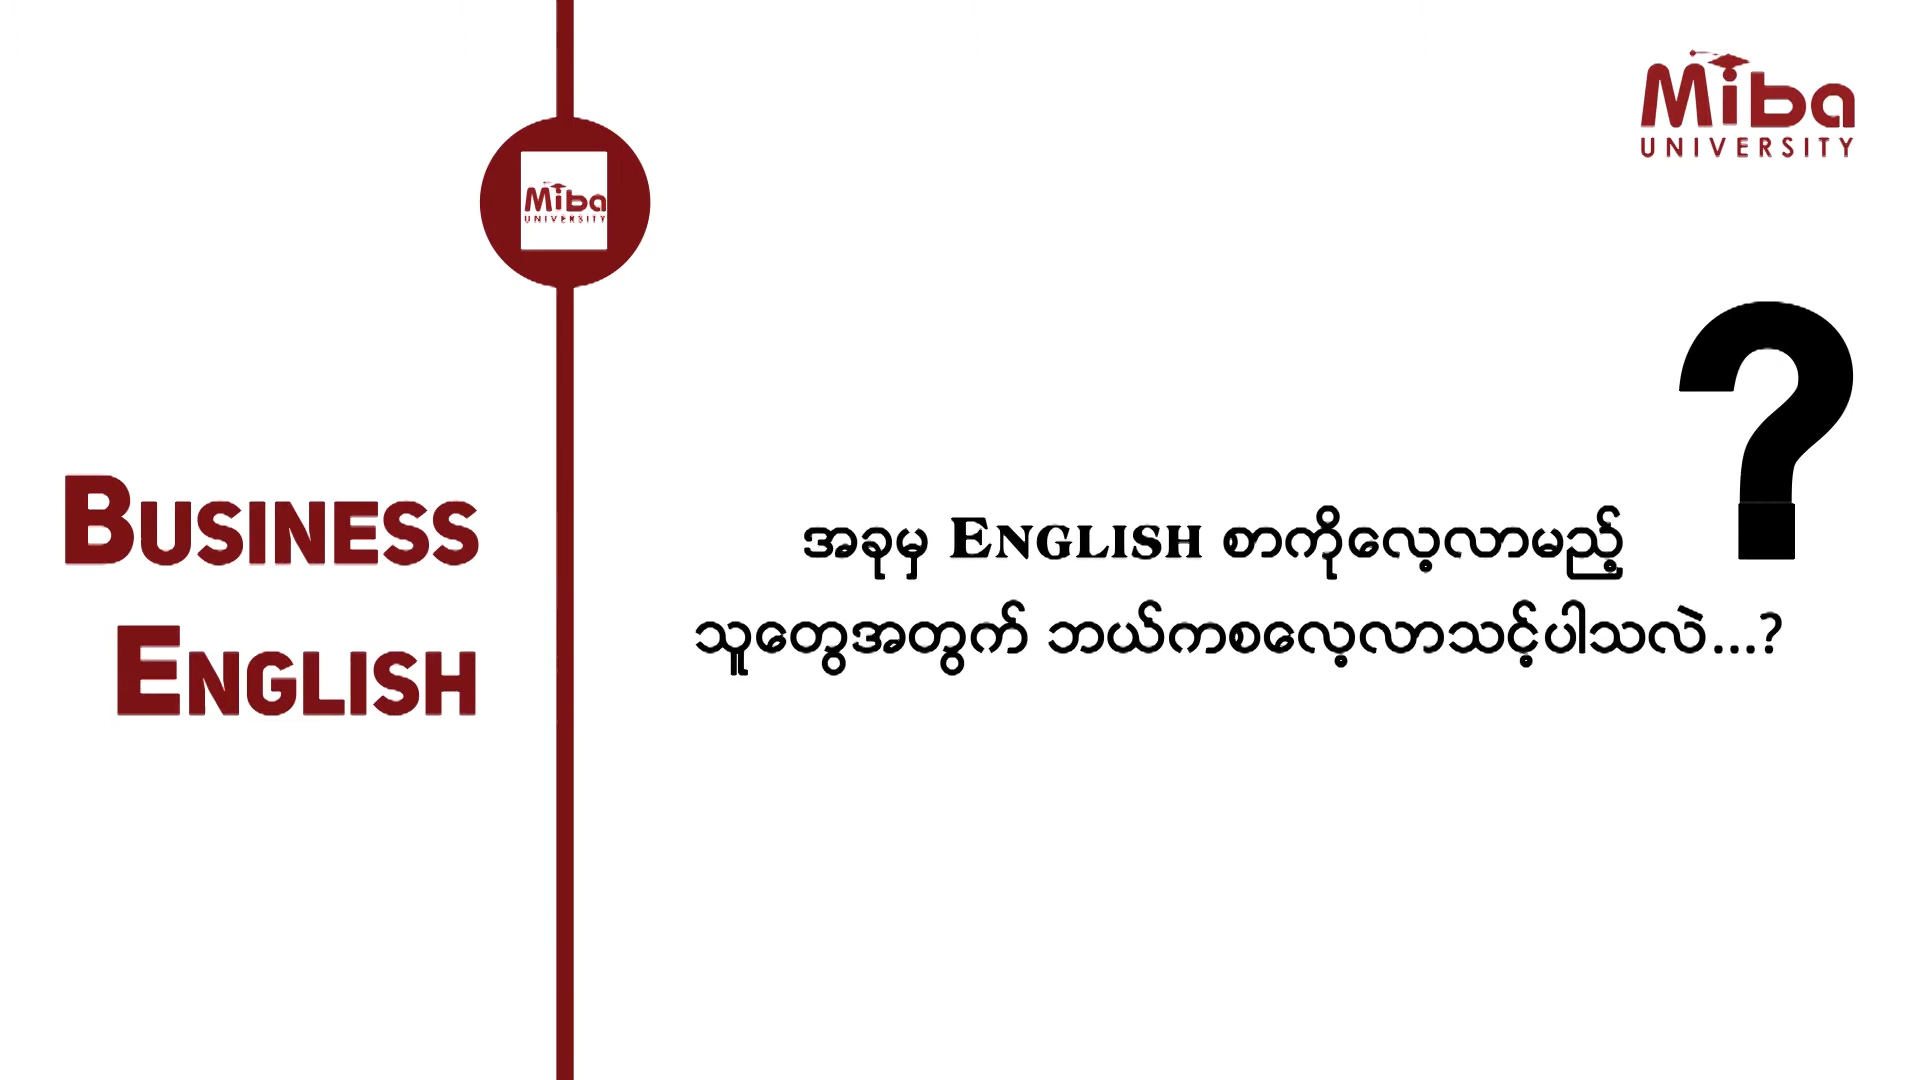 Miba
UNIVERSITY
Miba
UNIVERSITY
BUSINESS
ENGLISH
?
အခုမှ ENGLISH စာကိုလေ့လာမည့်
သူတွေအတွက် ဘယ်ကစလေ့လာသင့်ပါသလဲ...?